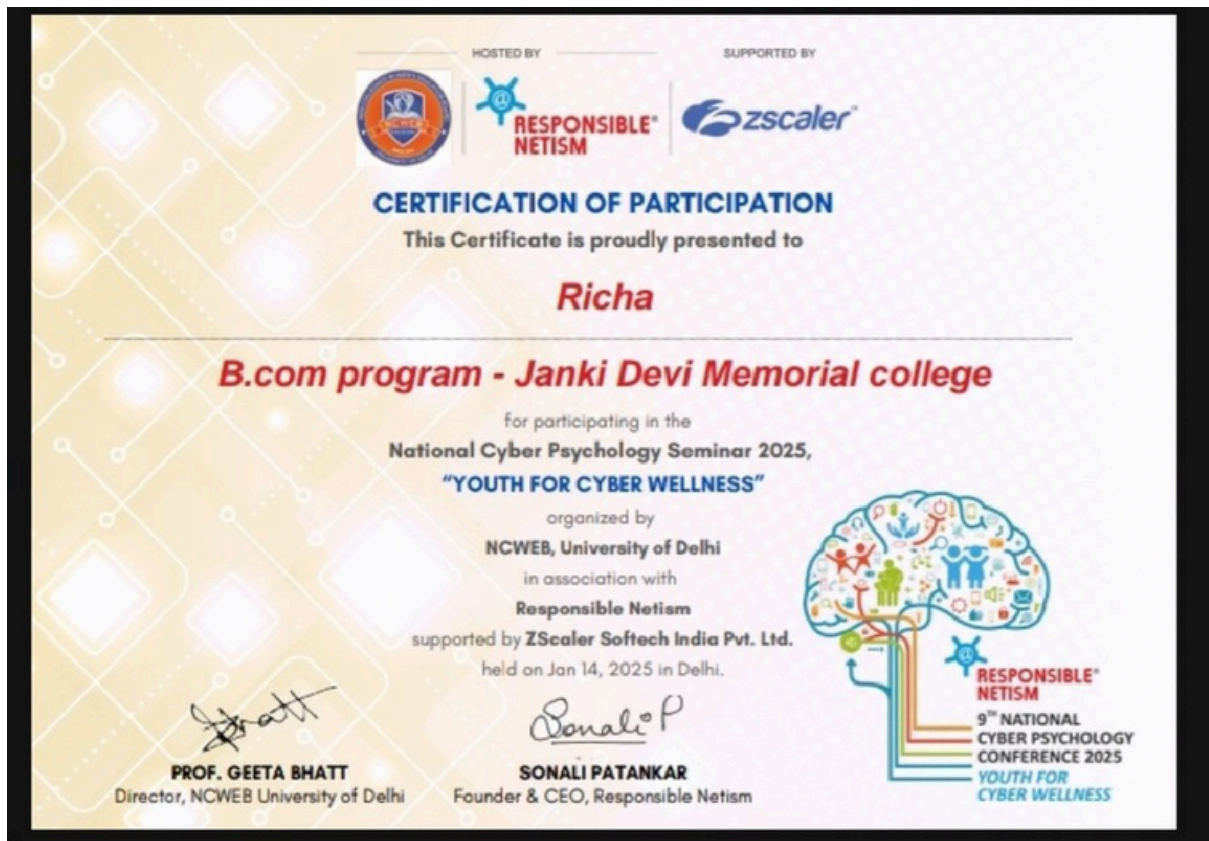 HOSTED BY
SUPPORTED BY
NCWEB
RESPONSIBLE®
NETISM
zscaler™
CERTIFICATION OF PARTICIPATION
This Certificate is proudly presented to
Richa
B.com program - Janki Devi Memorial college
for participating in the
National Cyber Psychology Seminar 2025,
“YOUTH FOR CYBER WELLNESS”
organized by
NCWEB, University of Delhi
in association with
Responsible Netism
supported by ZScaler Softech India Pvt. Ltd.
held on Jan 14, 2025 in Delhi.
Sonali P
PROF. GEETA BHATT
Director, NCWEB University of Delhi
SONALI PATANKAR
Founder & CEO, Responsible Netism
RESPONSIBLE®
NETISM
9TH NATIONAL
CYBER PSYCHOLOGY
CONFERENCE 2025
YOUTH FOR
CYBER WELLNESS